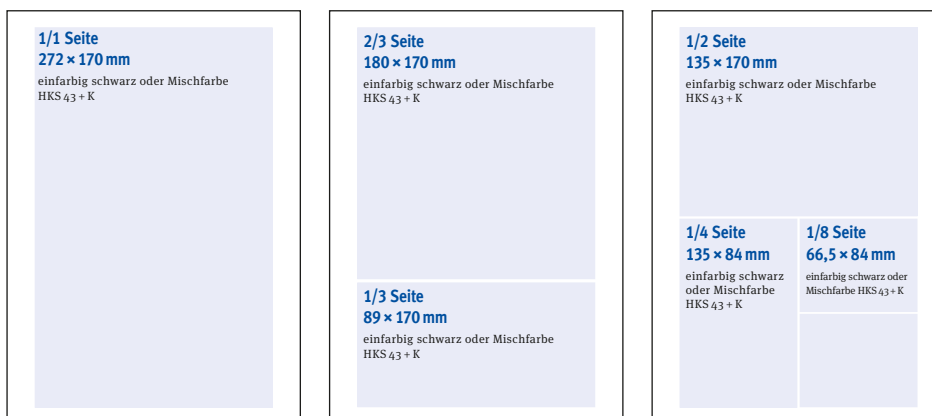 1/1 Seite
272 × 170 mm
einfarbig schwarz oder Mischfarbe
HKS 43 + K
2/3 Seite
180 × 170 mm
einfarbig schwarz oder Mischfarbe
HKS 43 + K
1/3 Seite
89 × 170 mm
einfarbig schwarz oder Mischfarbe
HKS 43 + K
1/2 Seite
135 × 170 mm
einfarbig schwarz oder Mischfarbe
HKS 43 + K
1/4 Seite
135 × 84 mm
einfarbig schwarz
oder Mischfarbe
HKS 43 + K
1/8 Seite
66,5 × 84 mm
einfarbig schwarz oder
Mischfarbe HKS 43 + K